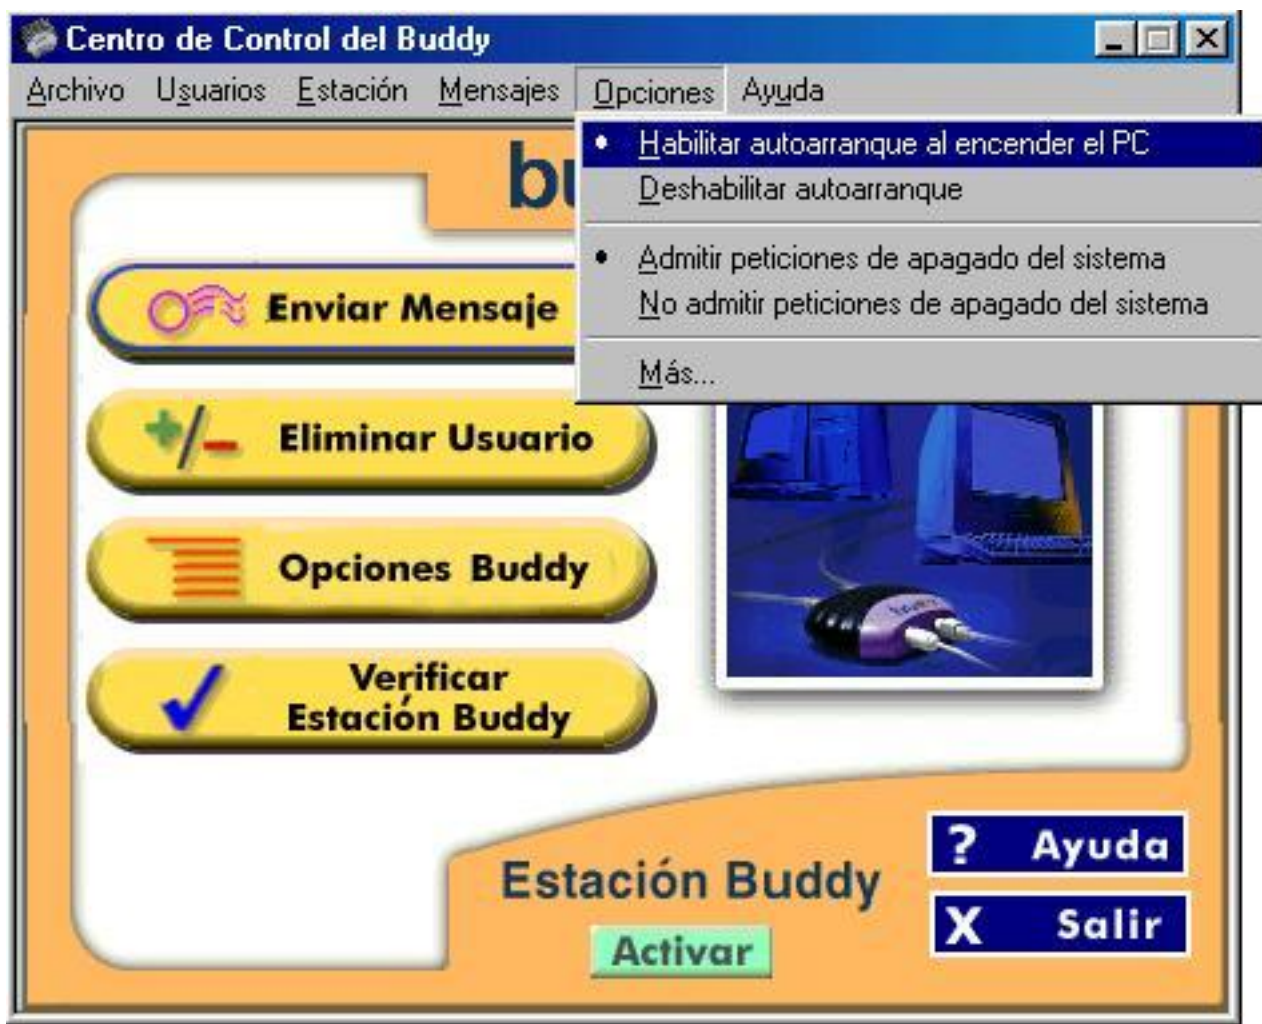 Centro de Control del Buddy
Archivo Usuarios Estación Mensajes Opciones Ayuda
Habilitar autoarranque al encender el PC
Deshabilitar autoarranque
Admitir peticiones de apagado del sistema
No admitir peticiones de apagado del sistema
Más...
Enviar Mensaje
+/- Eliminar Usuario
Opciones Buddy
Verificar
Estación Buddy
? Ayuda
Estación Buddy
X Salir
Activar